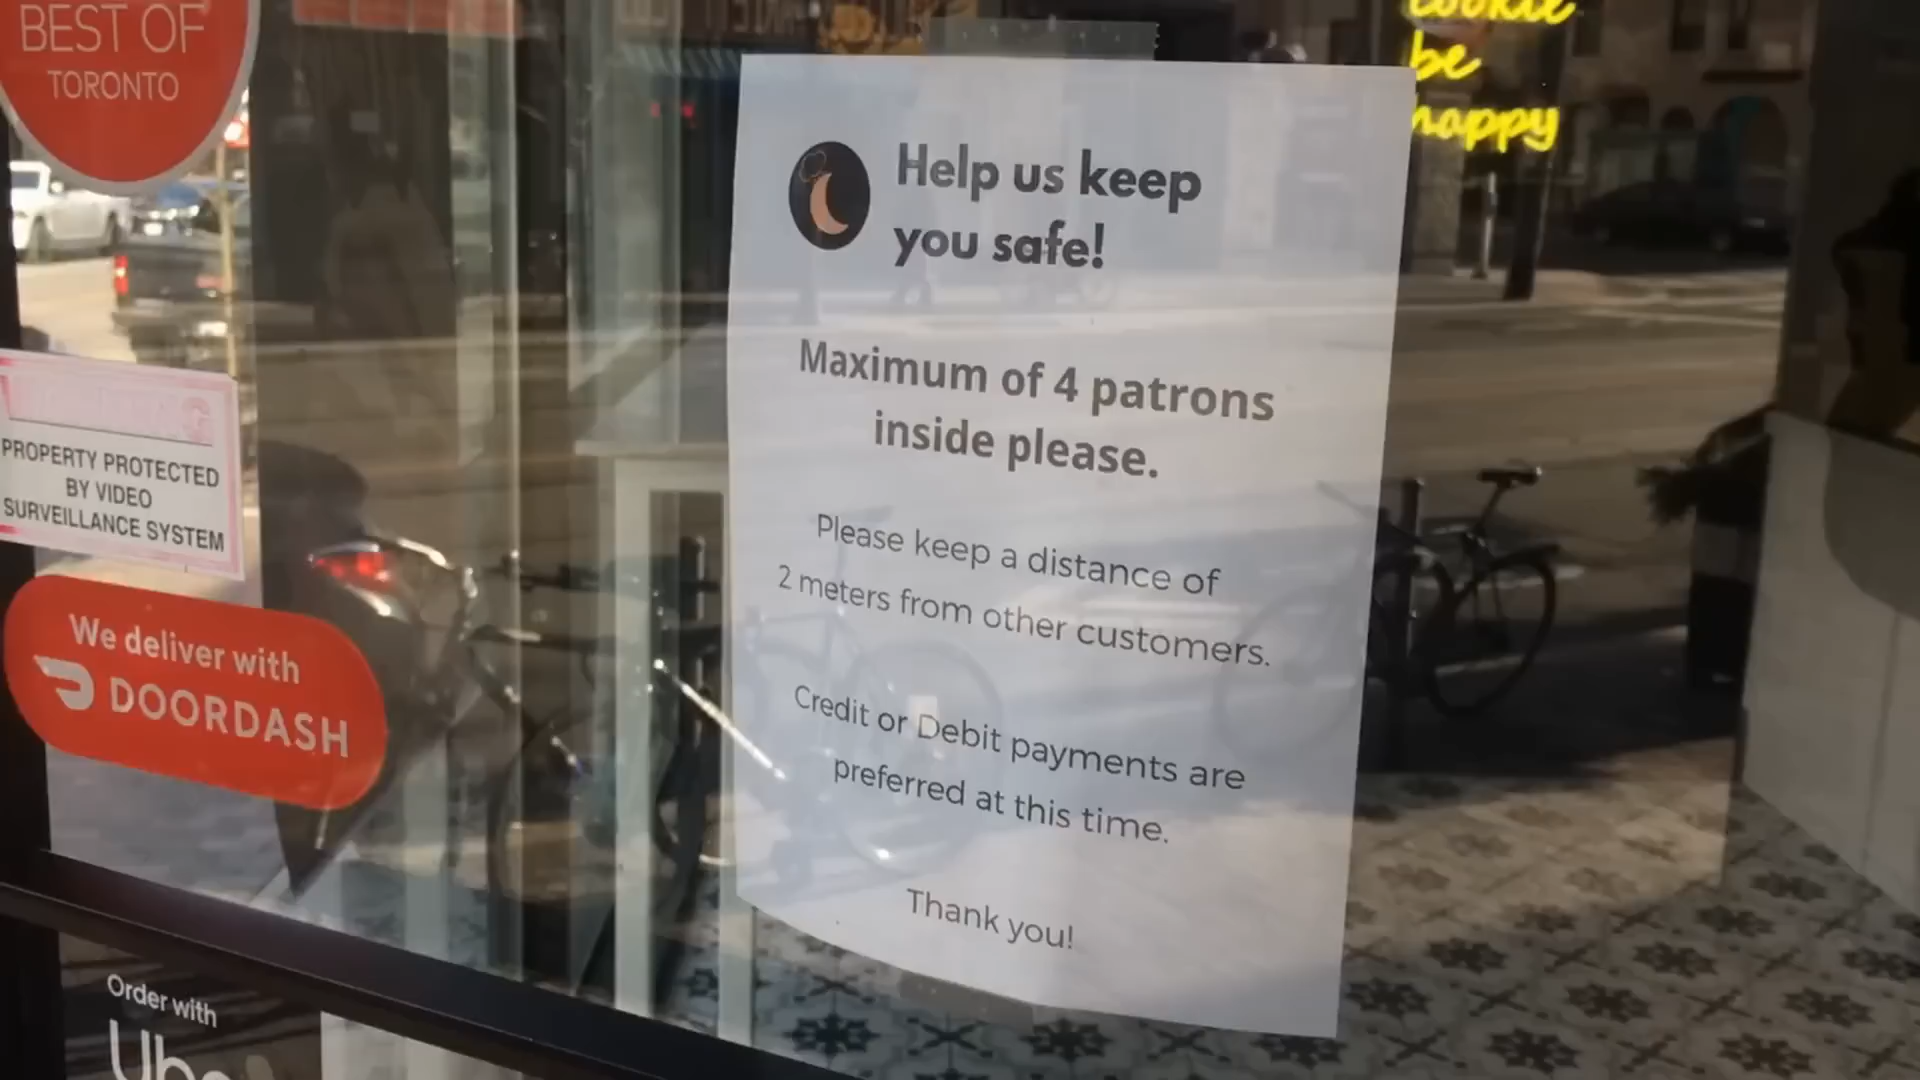 BEST OF
TORONTO
cookie
be
happy
Help us keep
you safe!
Maximum of 4 patrons
inside please.
Please keep a distance of
2 meters from other customers.
Credit or Debit payments are
preferred at this time.
Thank you!
PROPERTY PROTECTED
BY VIDEO
SURVEILLANCE SYSTEM
We deliver with
DOORDASH
Order with